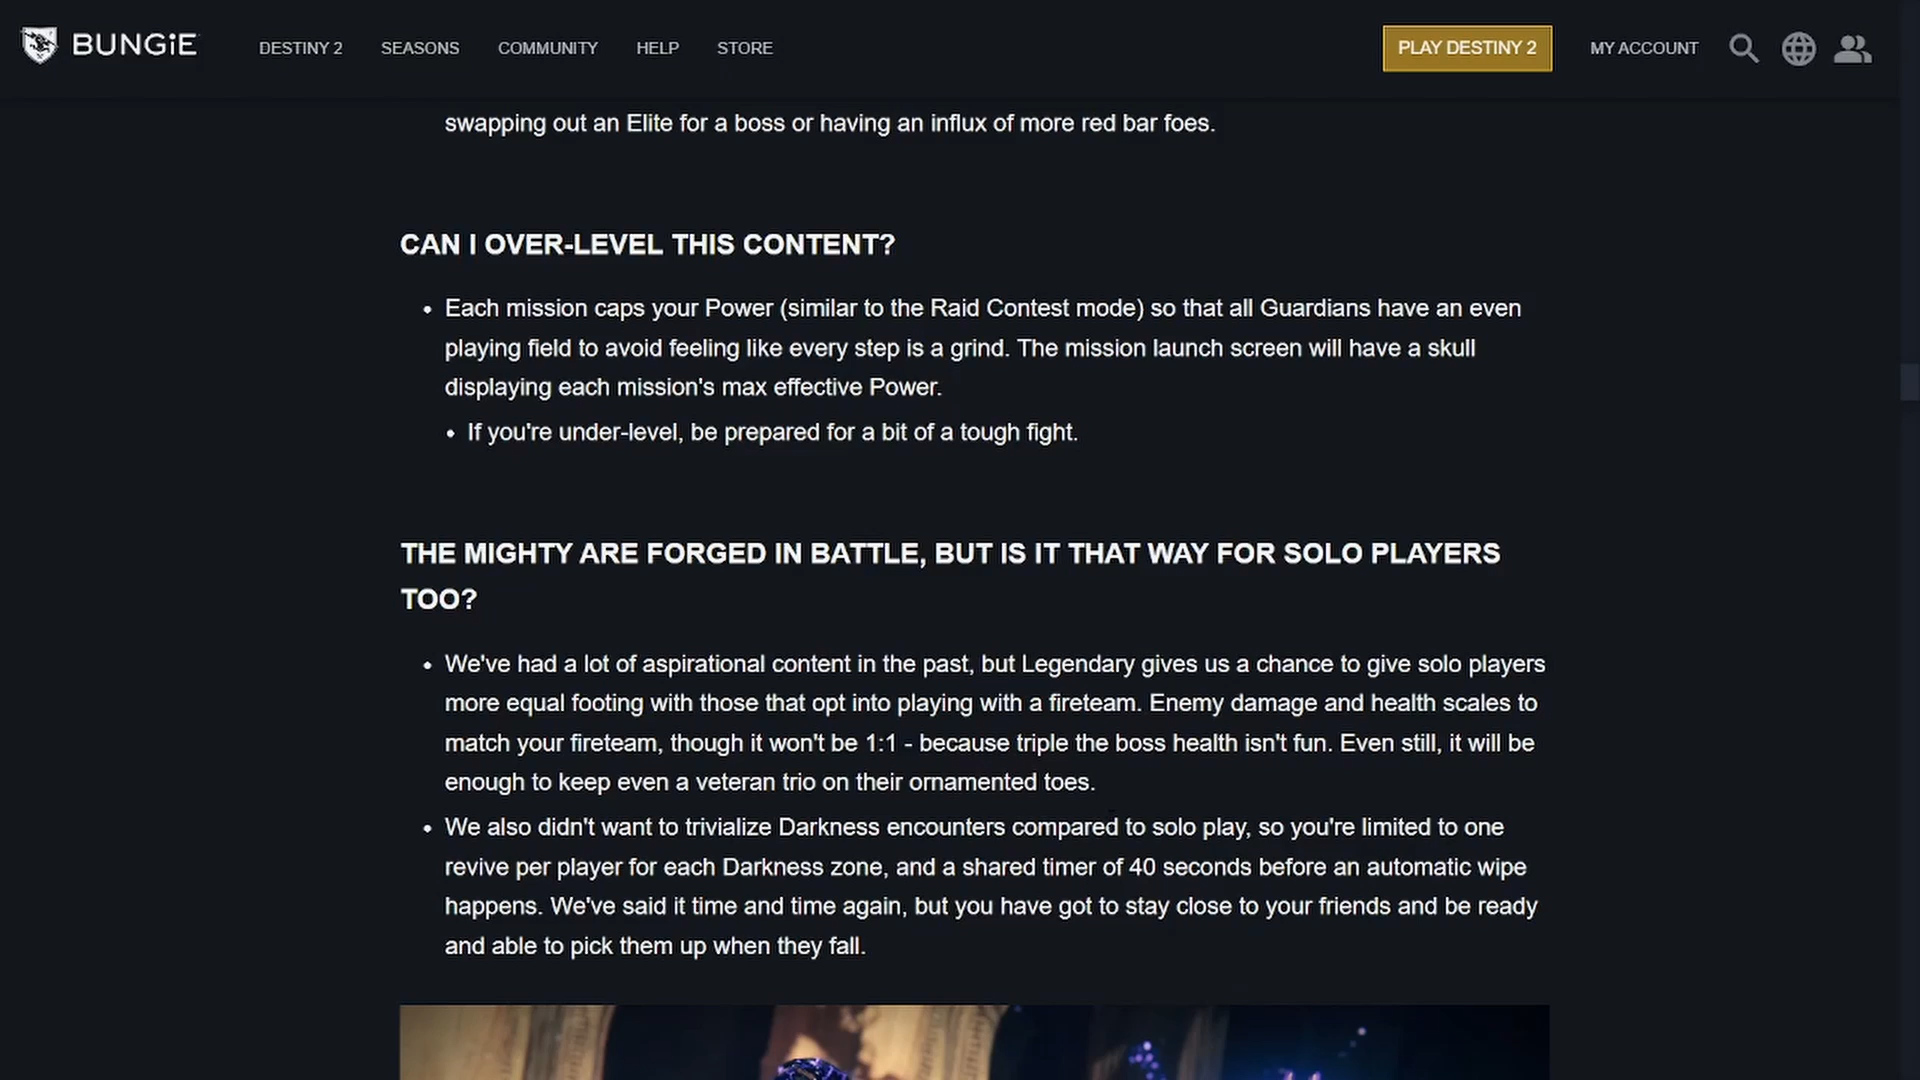 BUNGiE
DESTINY 2 SEASONS COMMUNITY HELP STORE
PLAY DESTINY 2
MY ACCOUNT
swapping out an Elite for a boss or having an influx of more red bar foes.
CAN I OVER-LEVEL THIS CONTENT?
• Each mission caps your Power (similar to the Raid Contest mode) so that all Guardians have an even
playing field to avoid feeling like every step is a grind. The mission launch screen will have a skull
displaying each mission's max effective Power.
• If you're under-level, be prepared for a bit of a tough fight.
THE MIGHTY ARE FORGED IN BATTLE, BUT IS IT THAT WAY FOR SOLO PLAYERS
TOO?
• We've had a lot of aspirational content in the past, but Legendary gives us a chance to give solo players
more equal footing with those that opt into playing with a fireteam. Enemy damage and health scales to
match your fireteam, though it won't be 1:1 - because triple the boss health isn't fun. Even still, it will be
enough to keep even a veteran trio on their ornamented toes.
• We also didn't want to trivialize Darkness encounters compared to solo play, so you're limited to one
revive per player for each Darkness zone, and a shared timer of 40 seconds before an automatic wipe
happens. We've said it time and time again, but you have got to stay close to your friends and be ready
and able to pick them up when they fall.